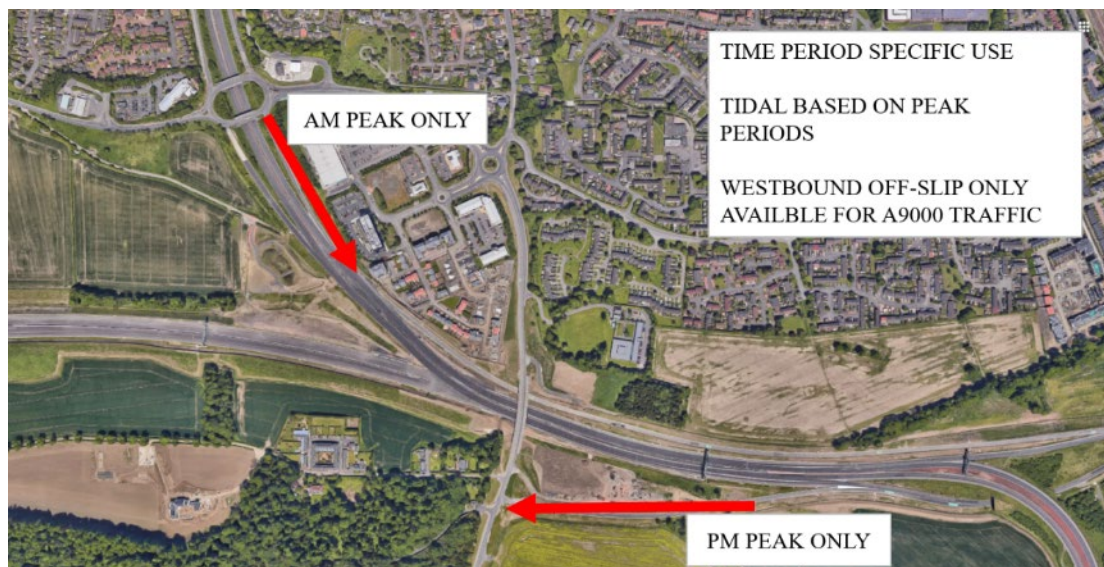 TIME PERIOD SPECIFIC USE
TIDAL BASED ON PEAK
PERIODS
WESTBOUND OFF-SLIP ONLY
AVAILBLE FOR A9000 TRAFFIC
AM PEAK ONLY
PM PEAK ONLY